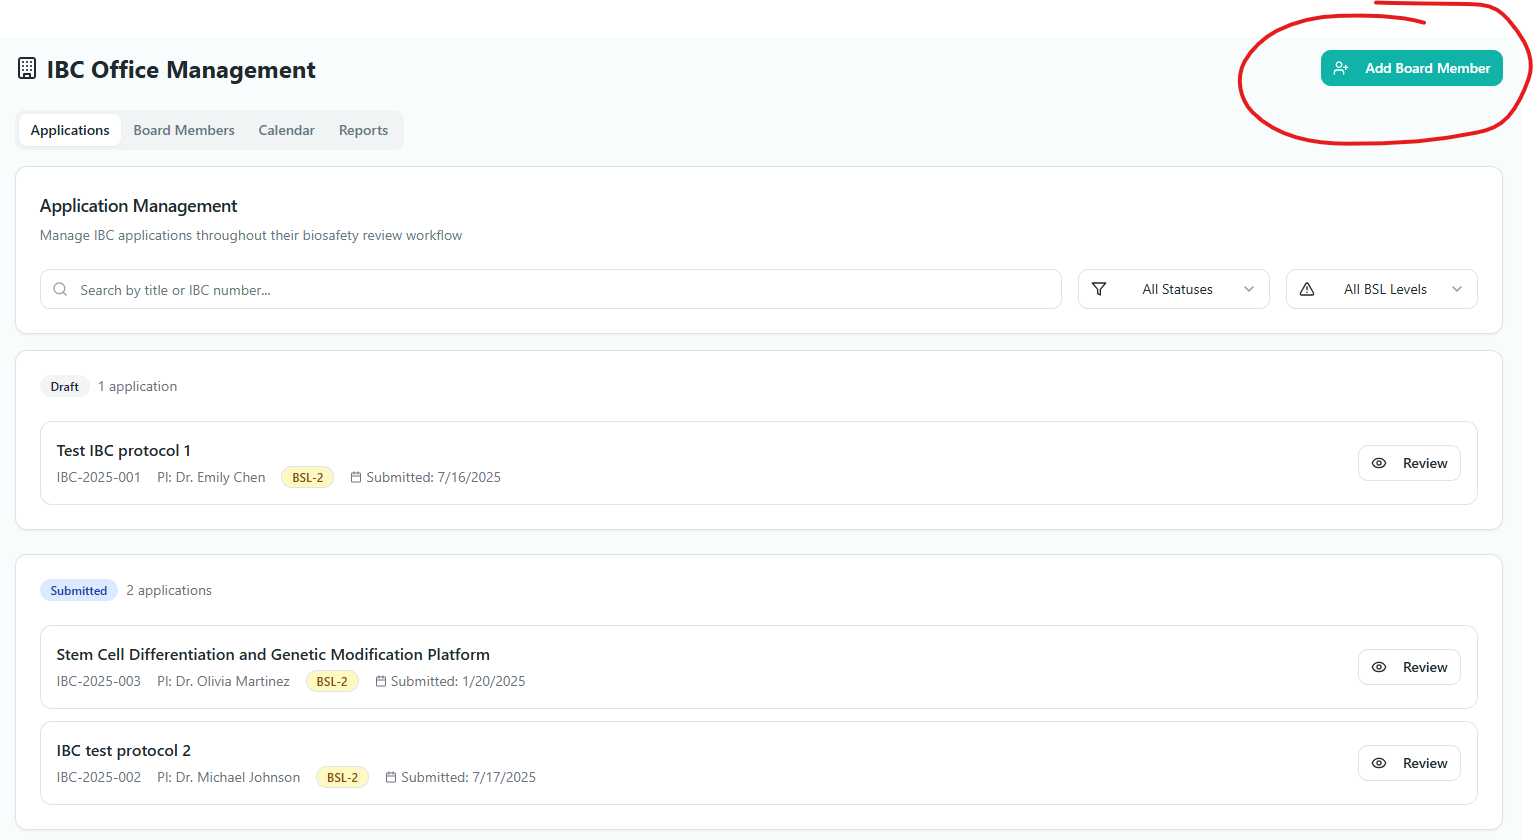 IBC Office Management
Add Board Member
Applications Board Members Calendar Reports
Application Management
Manage IBC applications throughout their biosafety review workflow
Search by title or IBC number...
All Statuses
All BSL Levels
Draft 1 application
Test IBC protocol 1
IBC-2025-001 PI: Dr. Emily Chen BSL-2 Submitted: 7/16/2025
Review
Submitted 2 applications
Stem Cell Differentiation and Genetic Modification Platform
IBC-2025-003 PI: Dr. Olivia Martinez BSL-2 Submitted: 1/20/2025
Review
IBC test protocol 2
IBC-2025-002 PI: Dr. Michael Johnson BSL-2 Submitted: 7/17/2025
Review